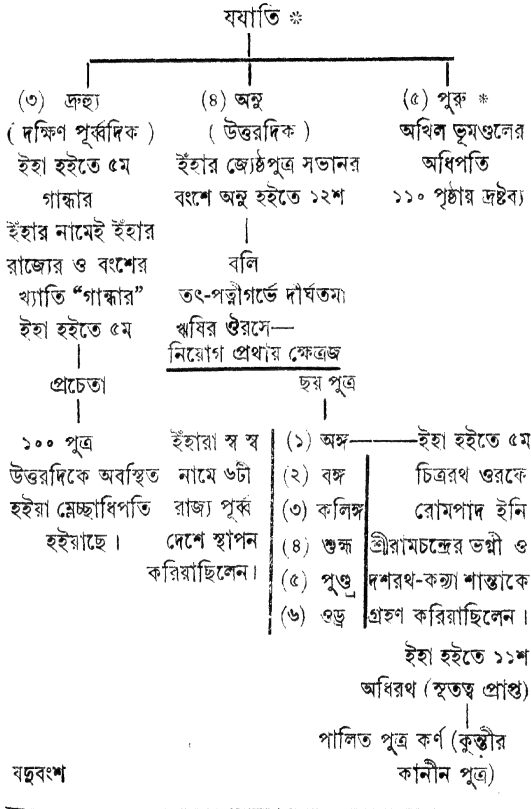 যযাতি *
(৩) দ্রুহ্যু
( দক্ষিণ পূর্ব্বদিক )
ইহা হইতে ৫ম
গান্ধার
ইঁহার নামেই ইঁহার
রাজ্যের ও বংশের
খ্যাতি “গান্ধার”
ইহা হইতে ৫ম
প্রচেতা
১০০ পুত্র
উত্তরদিকে অবস্থিত
হইয়া ম্লেচ্ছাধিপতি
হইয়াছে ।
(৪) অনু
( উত্তরদিক )
ইঁহার জ্যেষ্ঠপুত্র সভানর
বংশে অনু হইতে ১২শ
বলি
তৎ-পত্নীগর্ভে দীর্ঘতমা
ঋষির ঔরসে—
নিয়োগ প্রথায় ক্ষেত্রজ
ছয় পুত্র
ইঁহারা স্ব স্ব
নামে ৬টী
রাজ্য পূর্ব্ব
দেশে স্থাপন
করিয়াছিলেন।
(১) অঙ্গ
(২) বঙ্গ
(৩) কলিঙ্গ
(৪) শুহ্ম
(৫) পুণ্ড্র
(৬) ওড্র
ইহা হইতে ৫ম
চিত্ররথ ওরফে
রোমপাদ ইনি
শ্রীরামচন্দ্রের ভগ্নী ও
দশরথ-কন্যা শান্তাকে
গ্রহণ করিয়াছিলেন ।
ইহা হইতে ১১শ
অধিরথ (সূতত্ব প্রাপ্ত)
পালিত পুত্র কর্ণ (কুন্তীর
কানীন পুত্র)
(৫) পুরু *
অখিল ভূমণ্ডলের
অধিপতি
১১০ পৃষ্ঠায় দ্রষ্টব্য
যদুবংশ